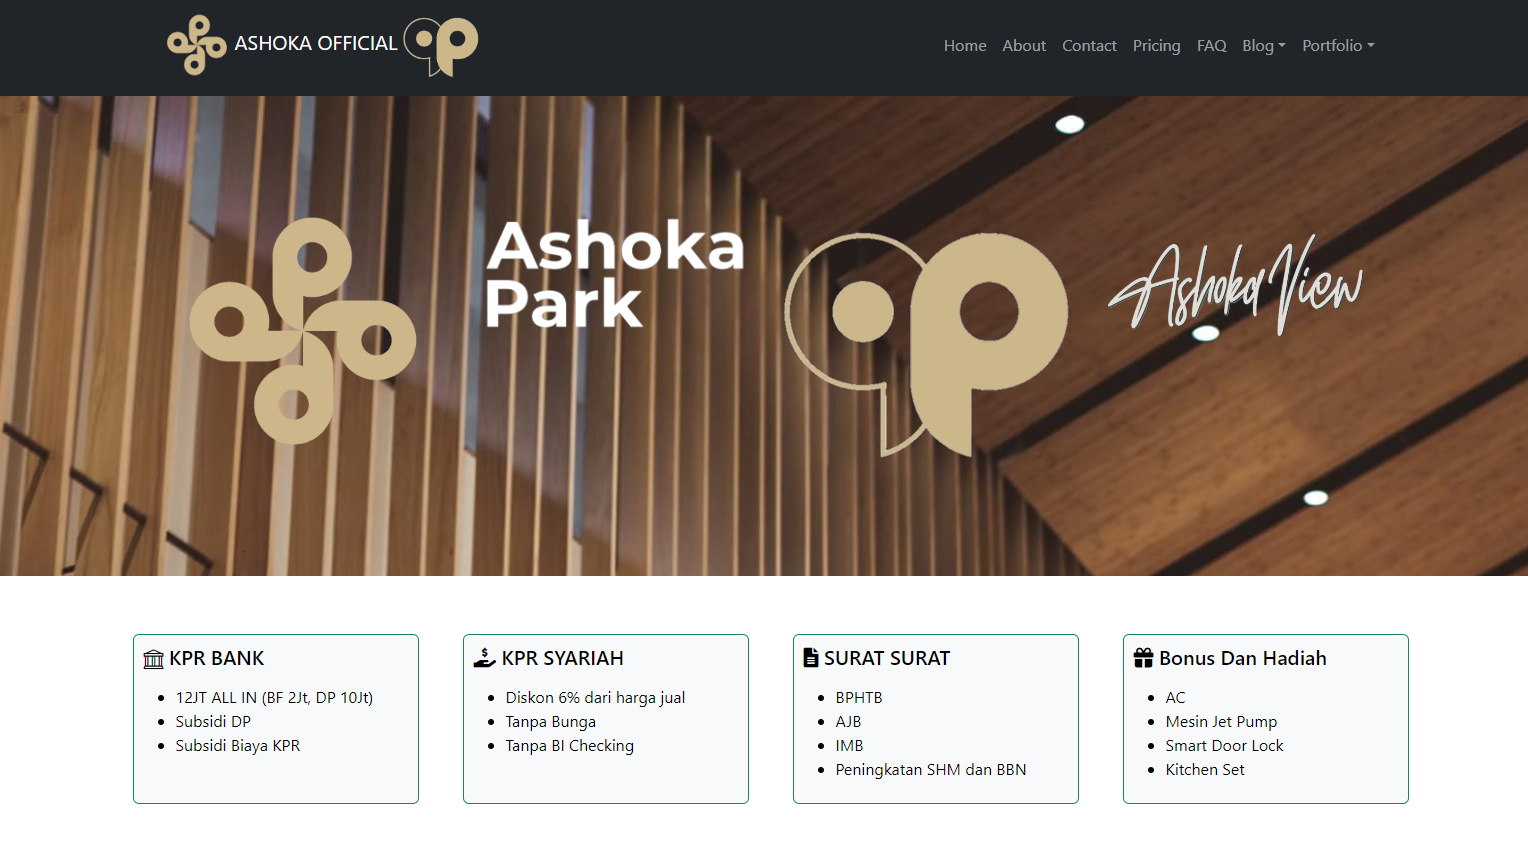 ASHOKA OFFICIAL
Home About Contact Pricing FAQ Blog Portfolio
Ashoka
Park
Ashoka View
KPR BANK
12JT ALL IN (BF 2Jt, DP 10Jt)
Subsidi DP
Subsidi Biaya KPR
KPR SYARIAH
Diskon 6% dari harga jual
Tanpa Bunga
Tanpa BI Checking
SURAT SURAT
BPHTB
AJB
IMB
Peningkatan SHM dan BBN
Bonus Dan Hadiah
AC
Mesin Jet Pump
Smart Door Lock
Kitchen Set